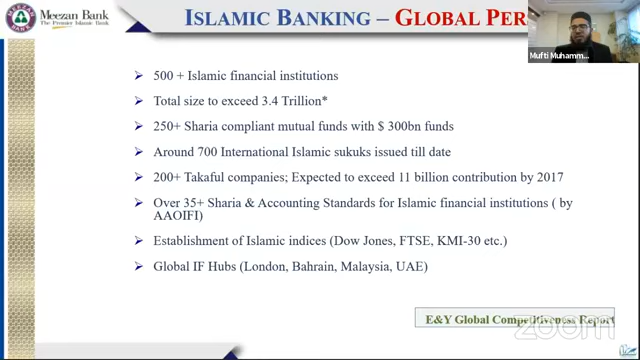 Meezan Bank
The Premier Islamic Bank
ISLAMIC BANKING – GLOBAL PER
Mufti Muhamm...
500 + Islamic financial institutions
Total size to exceed 3.4 Trillion*
250+ Sharia compliant mutual funds with $ 300bn funds
Around 700 International Islamic sukuks issued till date
200+ Takaful companies; Expected to exceed 11 billion contribution by 2017
Over 35+ Sharia & Accounting Standards for Islamic financial institutions ( by
AAOIFI)
Establishment of Islamic indices (Dow Jones, FTSE, KMI-30 etc.)
Global IF Hubs (London, Bahrain, Malaysia, UAE)
E&Y Global Competitiveness Report
zoom